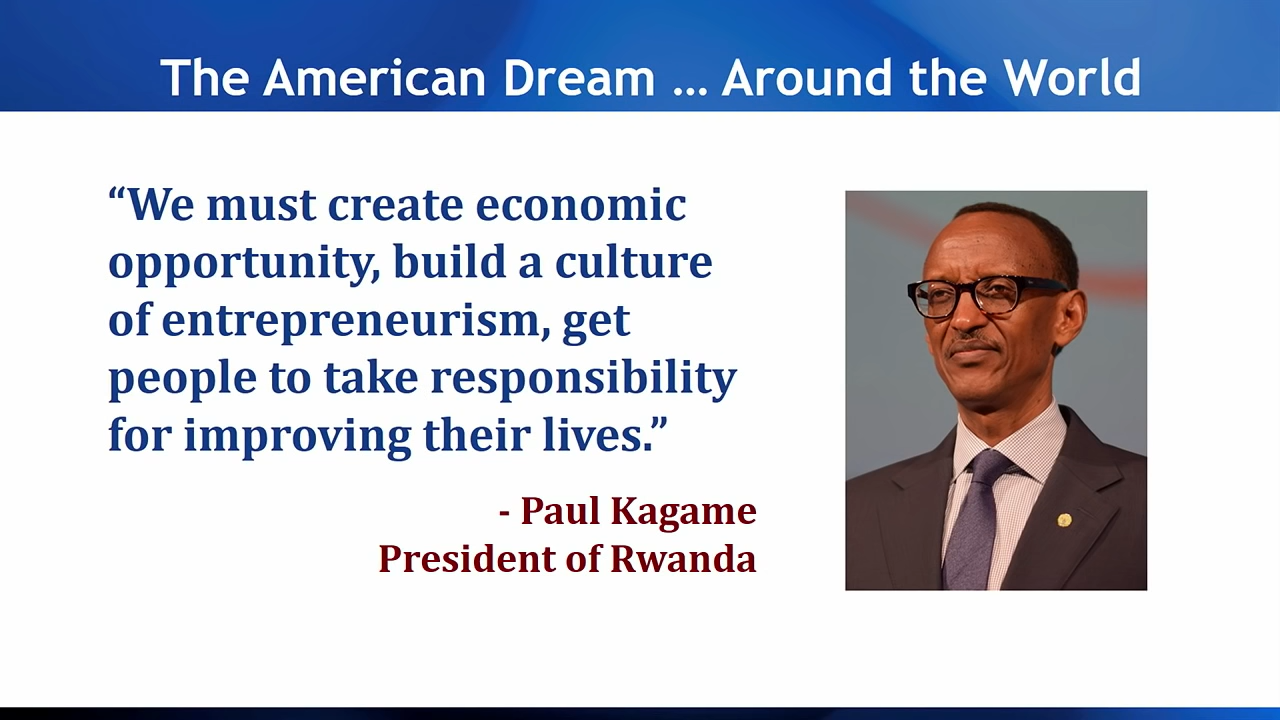 The American Dream … Around the World
“We must create economic
opportunity, build a culture
of entrepreneurism, get
people to take responsibility
for improving their lives.”
- Paul Kagame
President of Rwanda